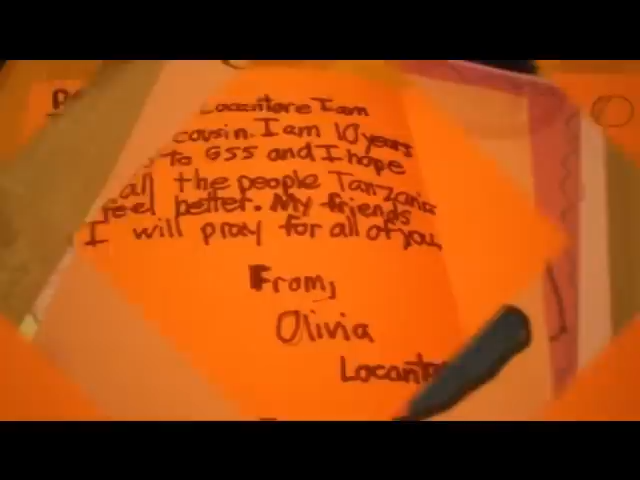 Locantore I am
cousin. I am 10 years
to GSS and I hope
all the people Tanzania
feel better. My friends
I will pray for all of you
From,
Olivia